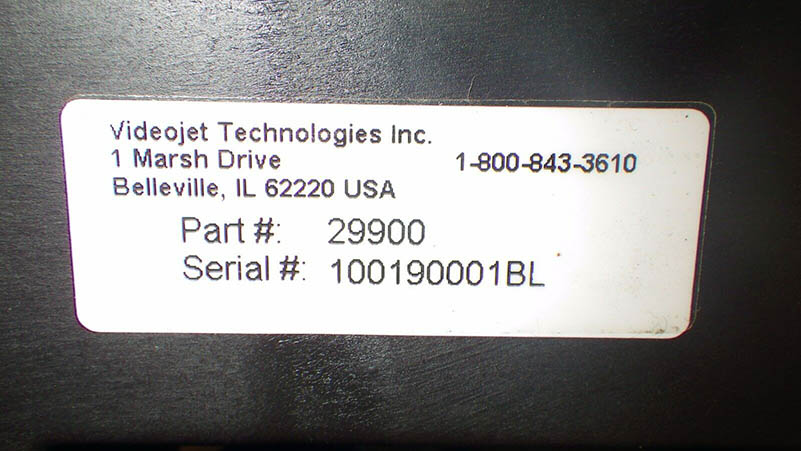 Videojet Technologies Inc.
1 Marsh Drive 1-800-843-3610
Belleville, IL 62220 USA
Part #: 29900
Serial #: 100190001BL